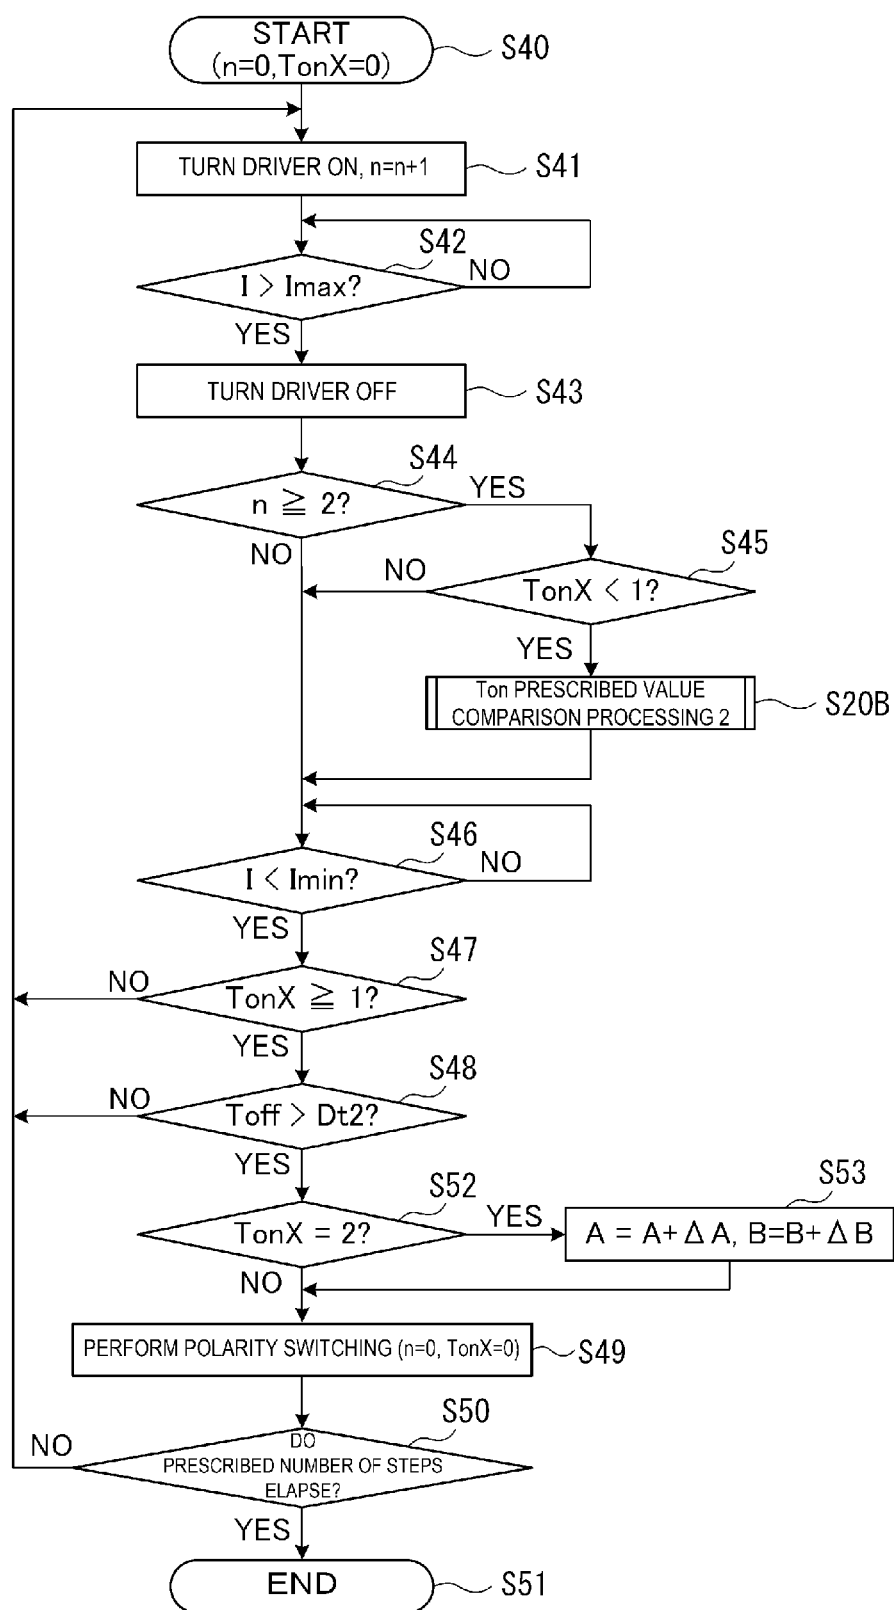 START
(n=0,TonX=0)
S40
TURN DRIVER ON, n=n+1
S41
S42
I > Imax?
NO
YES
TURN DRIVER OFF
S43
S44
n ≧ 2?
YES
NO
S45
NO
TonX < 1?
YES
Ton PRESCRIBED VALUE
COMPARISON PROCESSING 2
S20B
S46
I < Imin?
NO
YES
S47
NO
TonX ≧ 1?
YES
S48
NO
Toff > Dt2?
YES
S52
TonX = 2?
YES
S53
A = A+ΔA, B=B+ΔB
NO
PERFORM POLARITY SWITCHING (n=0, TonX=0)
S49
S50
NO
DO
PRESCRIBED NUMBER OF STEPS
ELAPSE?
YES
END
S51